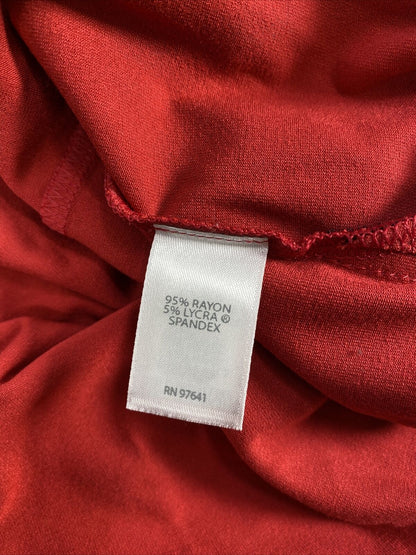 95% RAYON
5% LYCRA ®
SPANDEX
RN 97641